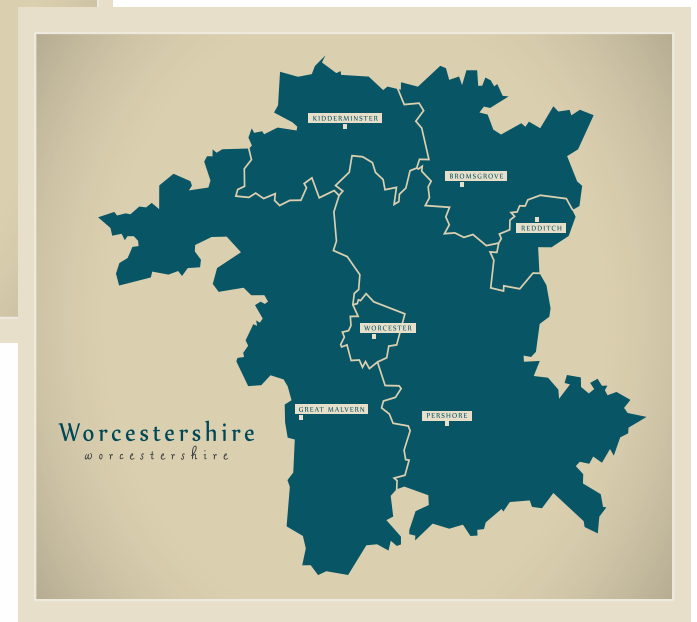 KIDDERMINSTER
BROMSGROVE
REDDITCH
WORCESTER
GREAT MALVERN
PERSHORE
Worcestershire
worcestershire